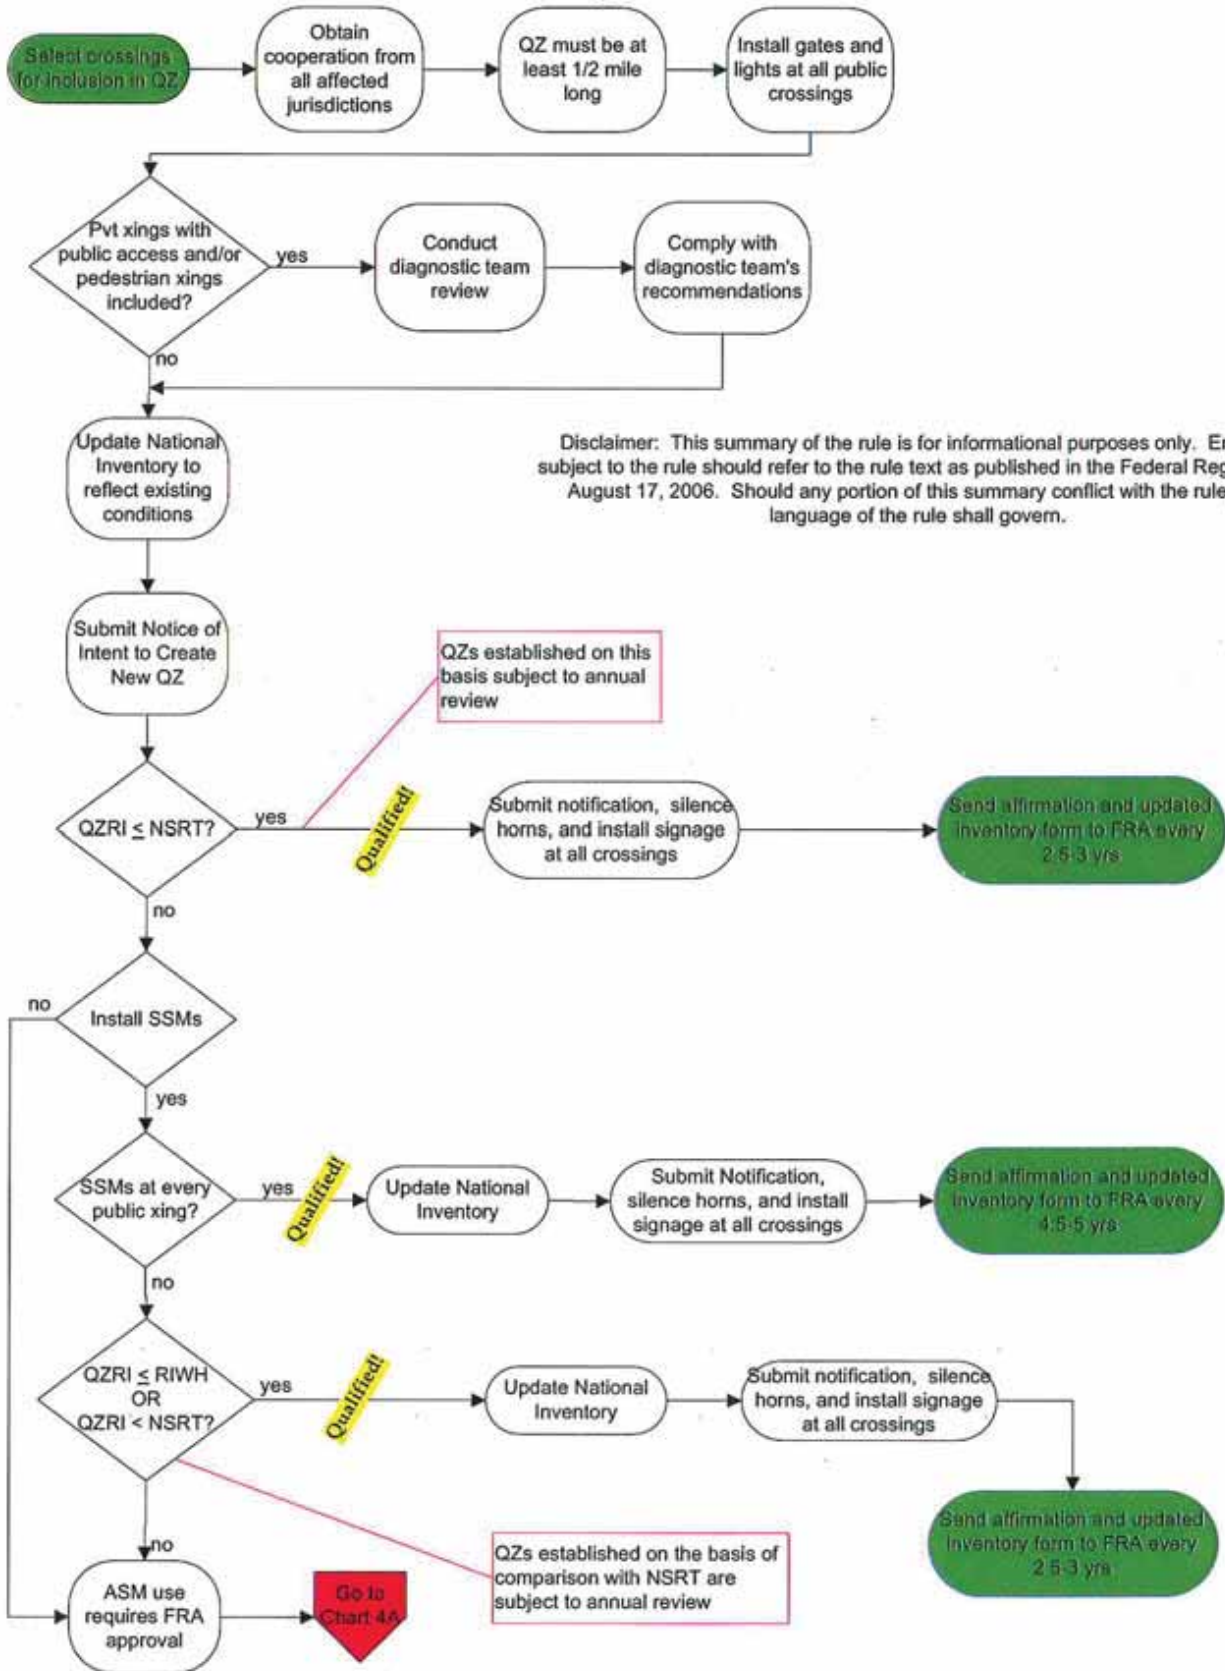 Select crossings
for inclusion in QZ
Obtain
cooperation from
all affected
jurisdictions
QZ must be at
least 1/2 mile
long
Install gates and
lights at all public
crossings
Pvt xings with
public access and/or
pedestrian xings
included?
yes
Conduct
diagnostic team
review
Comply with
diagnostic team's
recommendations
no
Update National
Inventory to
reflect existing
conditions
Disclaimer: This summary of the rule is for informational purposes only. En
subject to the rule should refer to the rule text as published in the Federal Reg
August 17, 2006. Should any portion of this summary conflict with the rule
language of the rule shall govern.
Submit Notice of
Intent to Create
New QZ
QZs established on this
basis subject to annual
review
QZRI ≤ NSRT?
yes
Qualified!
Submit notification, silence
horns, and install signage
at all crossings
Send affirmation and updated
inventory form to FRA every
2.5-3 yrs
no
Install SSMs
no
yes
SSMs at every
public xing?
yes
Qualified!
Update National
Inventory
Submit Notification,
silence horns, and install
signage at all crossings
Send affirmation and updated
inventory form to FRA every
4.5-5 yrs
no
QZRI ≤ RIWH
OR
QZRI < NSRT?
yes
Qualified!
Update National
Inventory
Submit notification, silence
horns, and install signage
at all crossings
Send affirmation and updated
inventory form to FRA every
2.5-3 yrs
no
QZs established on the basis of
comparison with NSRT are
subject to annual review
ASM use
requires FRA
approval
Go to
Chart 4A